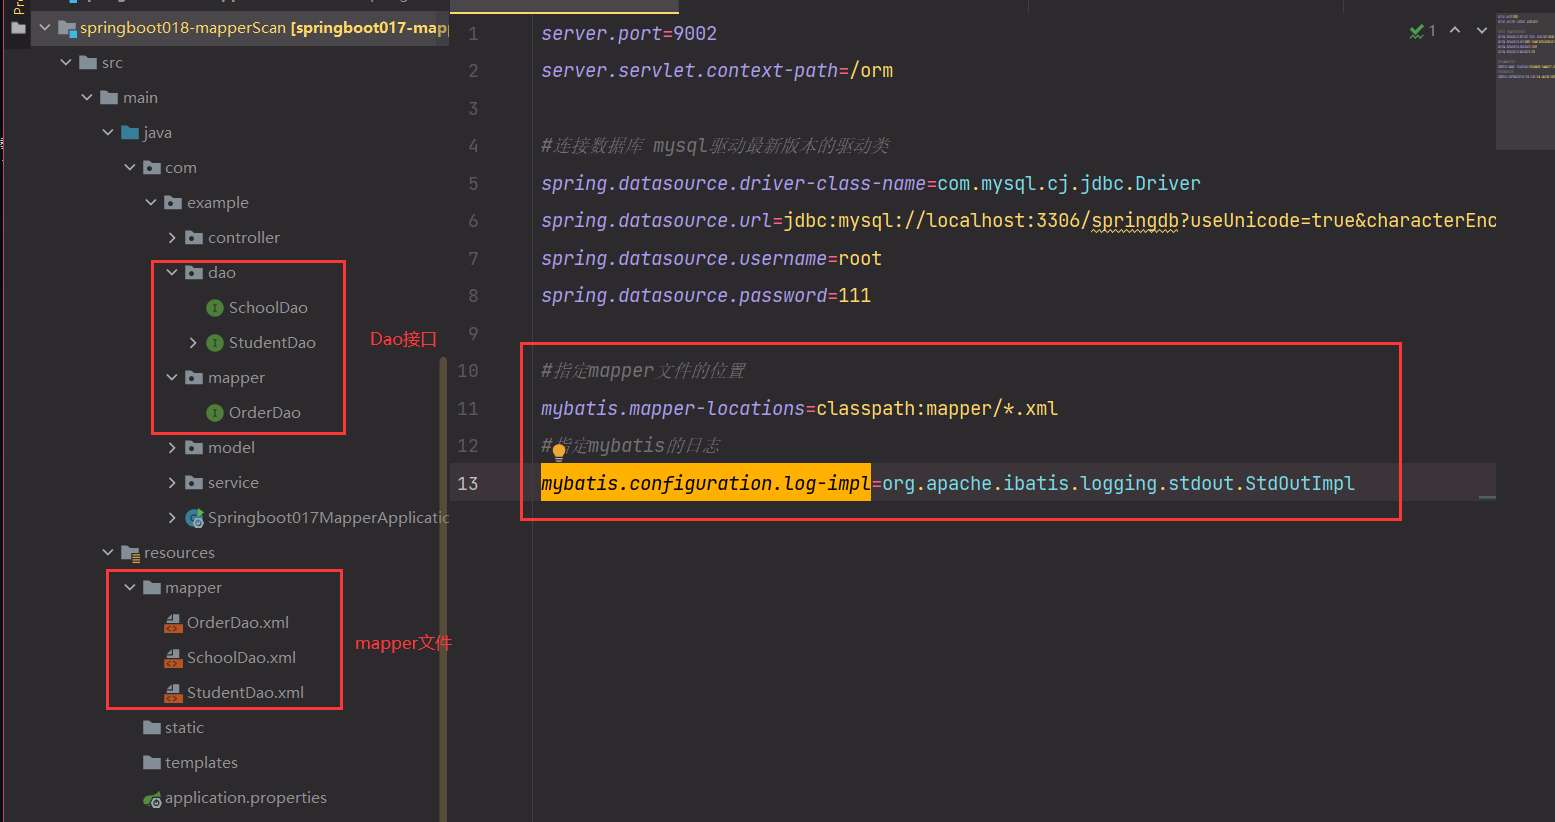 springboot018-mapperScan [springboot017-map
src
main
java
com
example
controller
dao
SchoolDao
StudentDao
mapper
OrderDao
model
service
Springboot017MapperApplicatio
resources
mapper
OrderDao.xml
SchoolDao.xml
StudentDao.xml
static
templates
application.properties
Dao接口
mapper文件
1 server.port=9002
2 server.servlet.context-path=/orm
3
4 #连接数据库 mysql驱动最新版本的驱动类
5 spring.datasource.driver-class-name=com.mysql.cj.jdbc.Driver
6 spring.datasource.url=jdbc:mysql://localhost:3306/springdb?useUnicode=true&characterEnc
7 spring.datasource.username=root
8 spring.datasource.password=111
9
10 #指定mapper文件的位置
11 mybatis.mapper-locations=classpath:mapper/*.xml
12 #指定mybatis的日志
13 mybatis.configuration.log-impl=org.apache.ibatis.logging.stdout.StdOutImpl
1